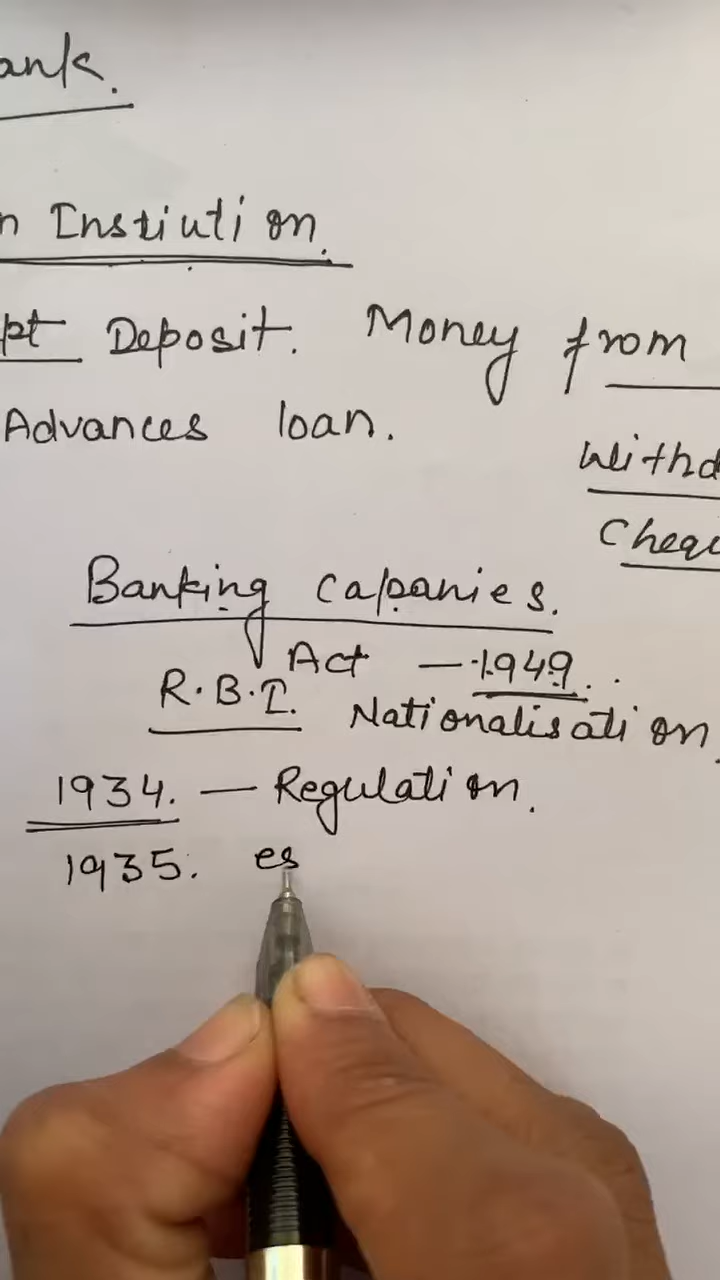 ank.
n Instiution.
pt Deposit. Money from
Advances loan.
Withd
Chequ
Banking Capanies.
Act — 1949.
R.B.I. Nationalisation.
1934. — Regulation.
1935. es